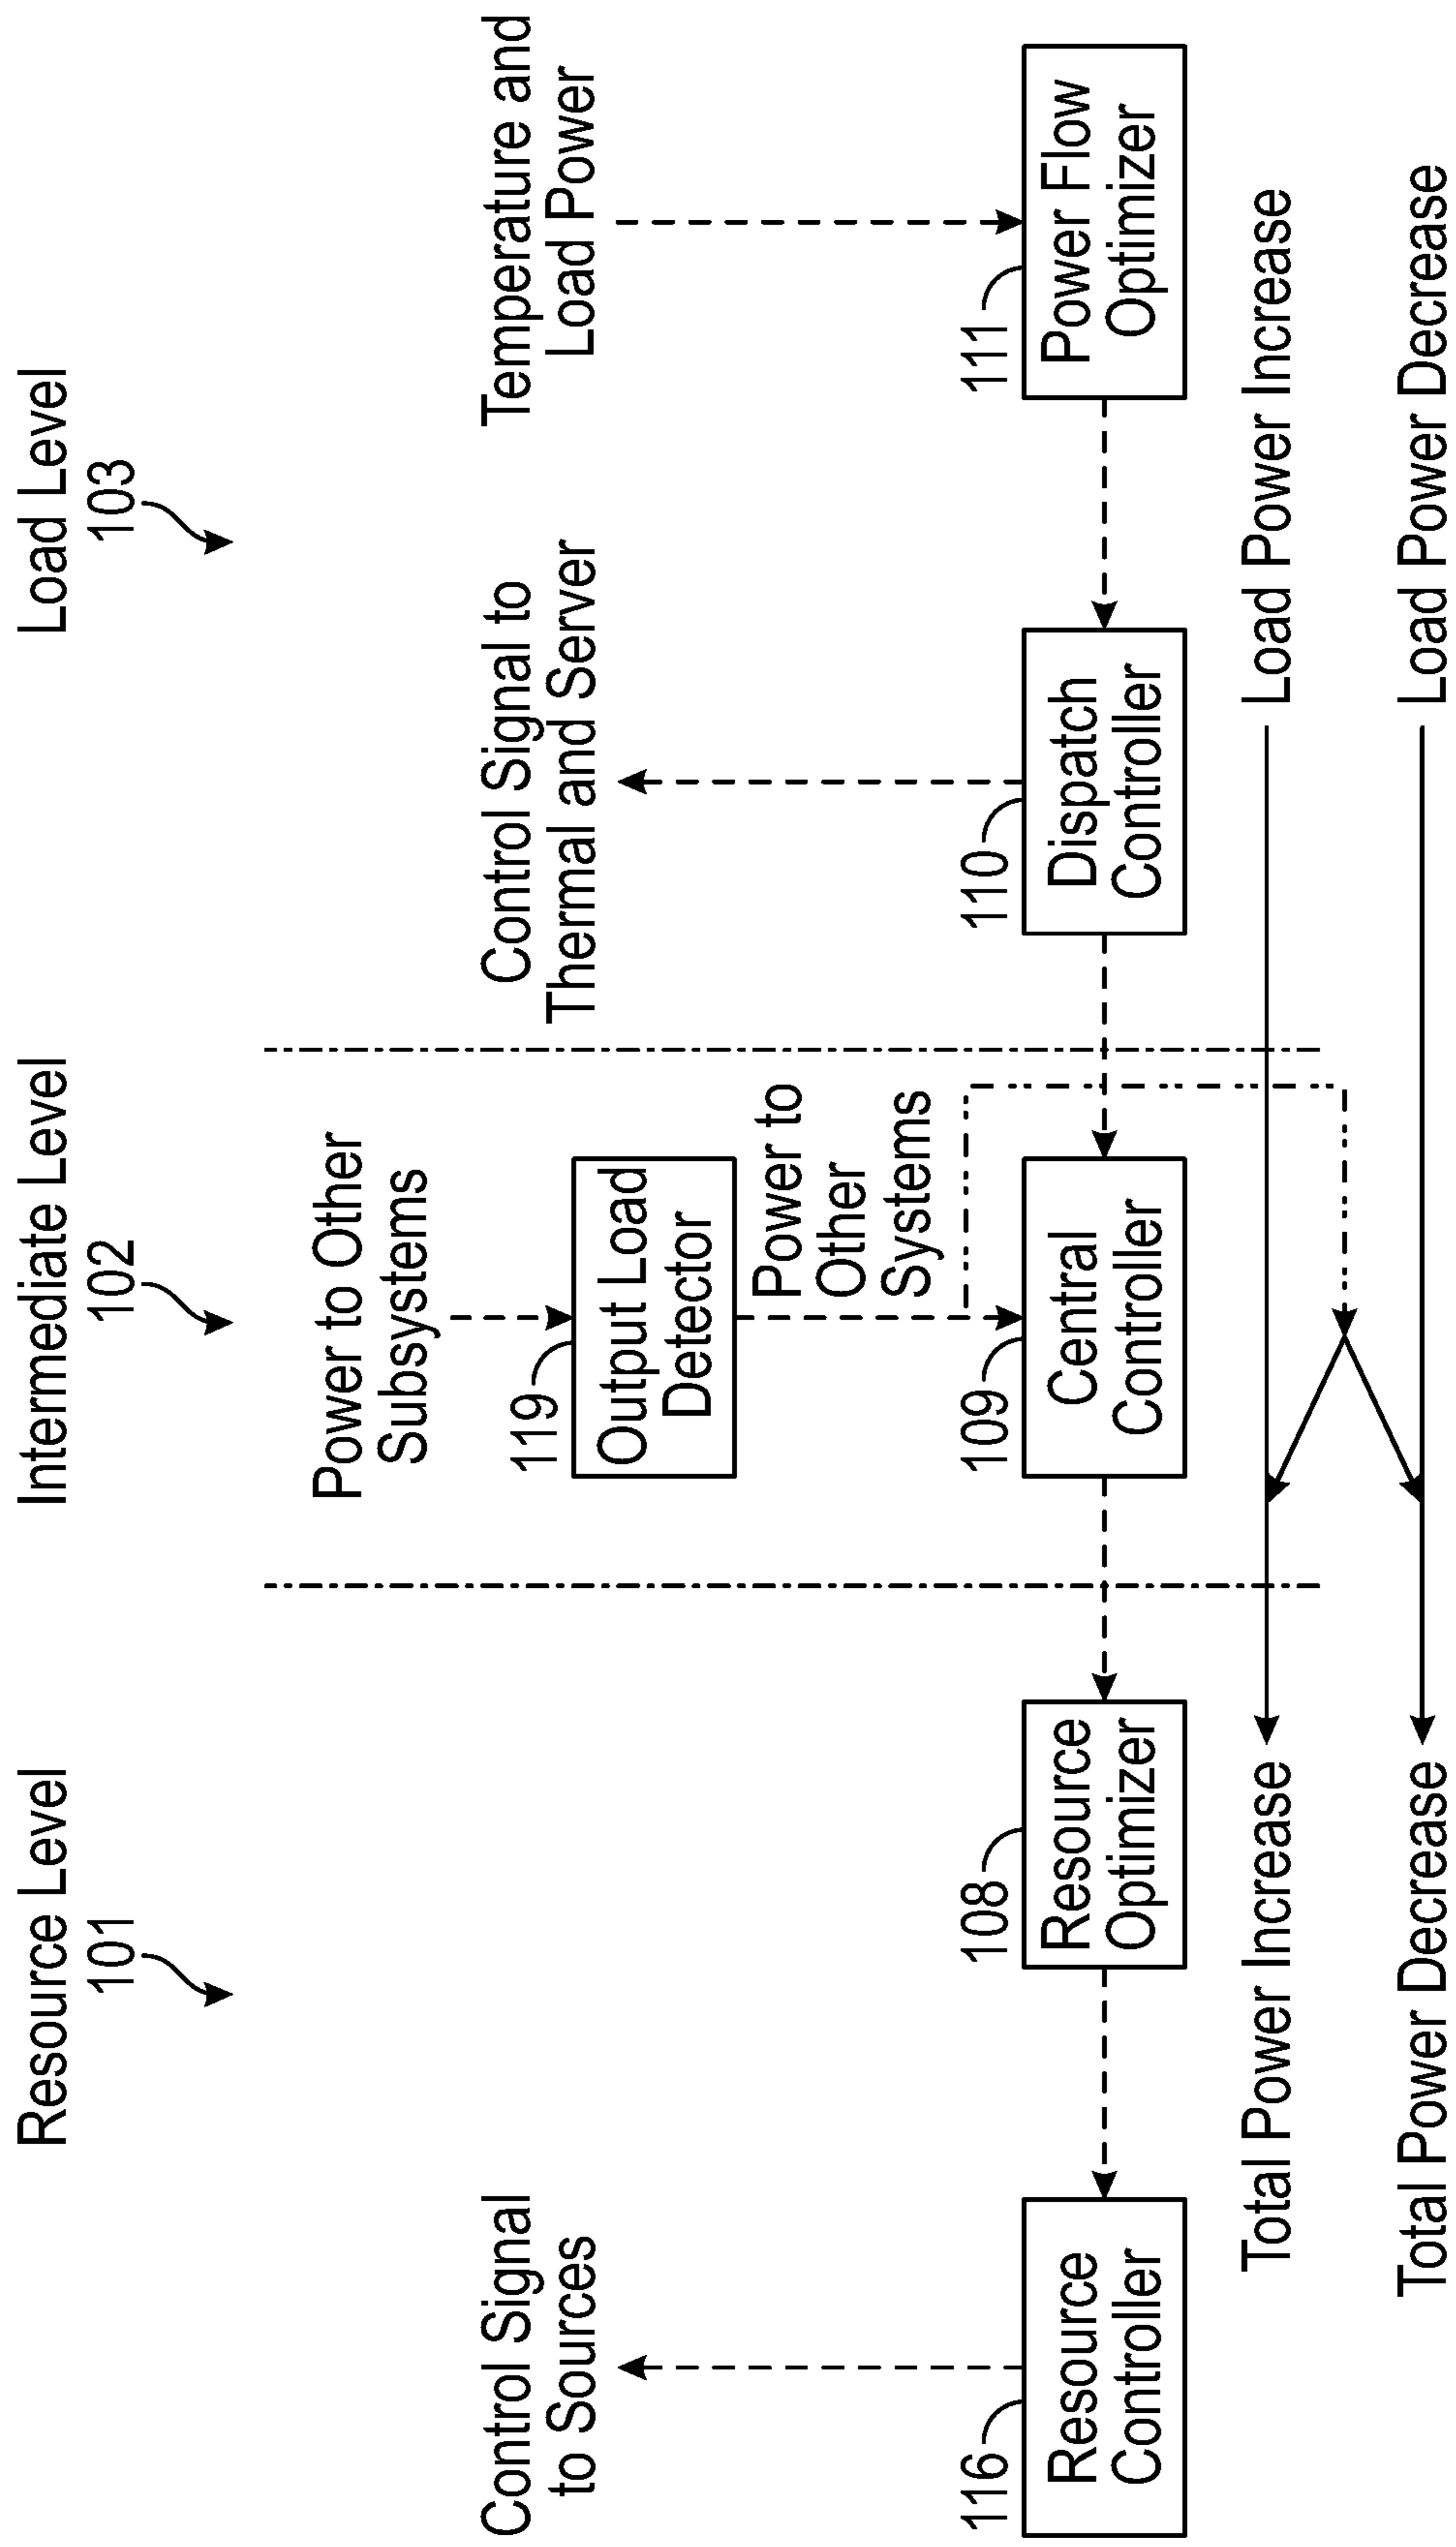 Resource Level
101
Intermediate Level
102
Load Level
103
Power to Other
Subsystems
Control Signal
to Sources
119
Output Load
Detector
Control Signal to
Thermal and Server
Temperature and
Load Power
Power to
Other
Systems
116
Resource
Controller
108
Resource
Optimizer
109
Central
Controller
110
Dispatch
Controller
111
Power Flow
Optimizer
Total Power Increase
Load Power Increase
Total Power Decrease
Load Power Decrease